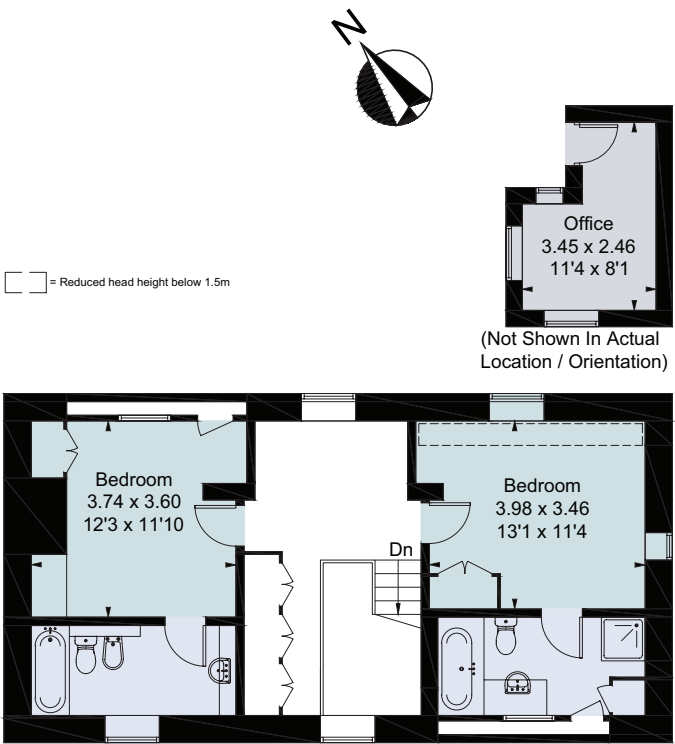 N
Office
3.45 x 2.46
11'4 x 8'1
= Reduced head height below 1.5m
(Not Shown In Actual
Location / Orientation)
Bedroom
3.74 x 3.60
12'3 x 11'10
Bedroom
3.98 x 3.46
13'1 x 11'4
Dn